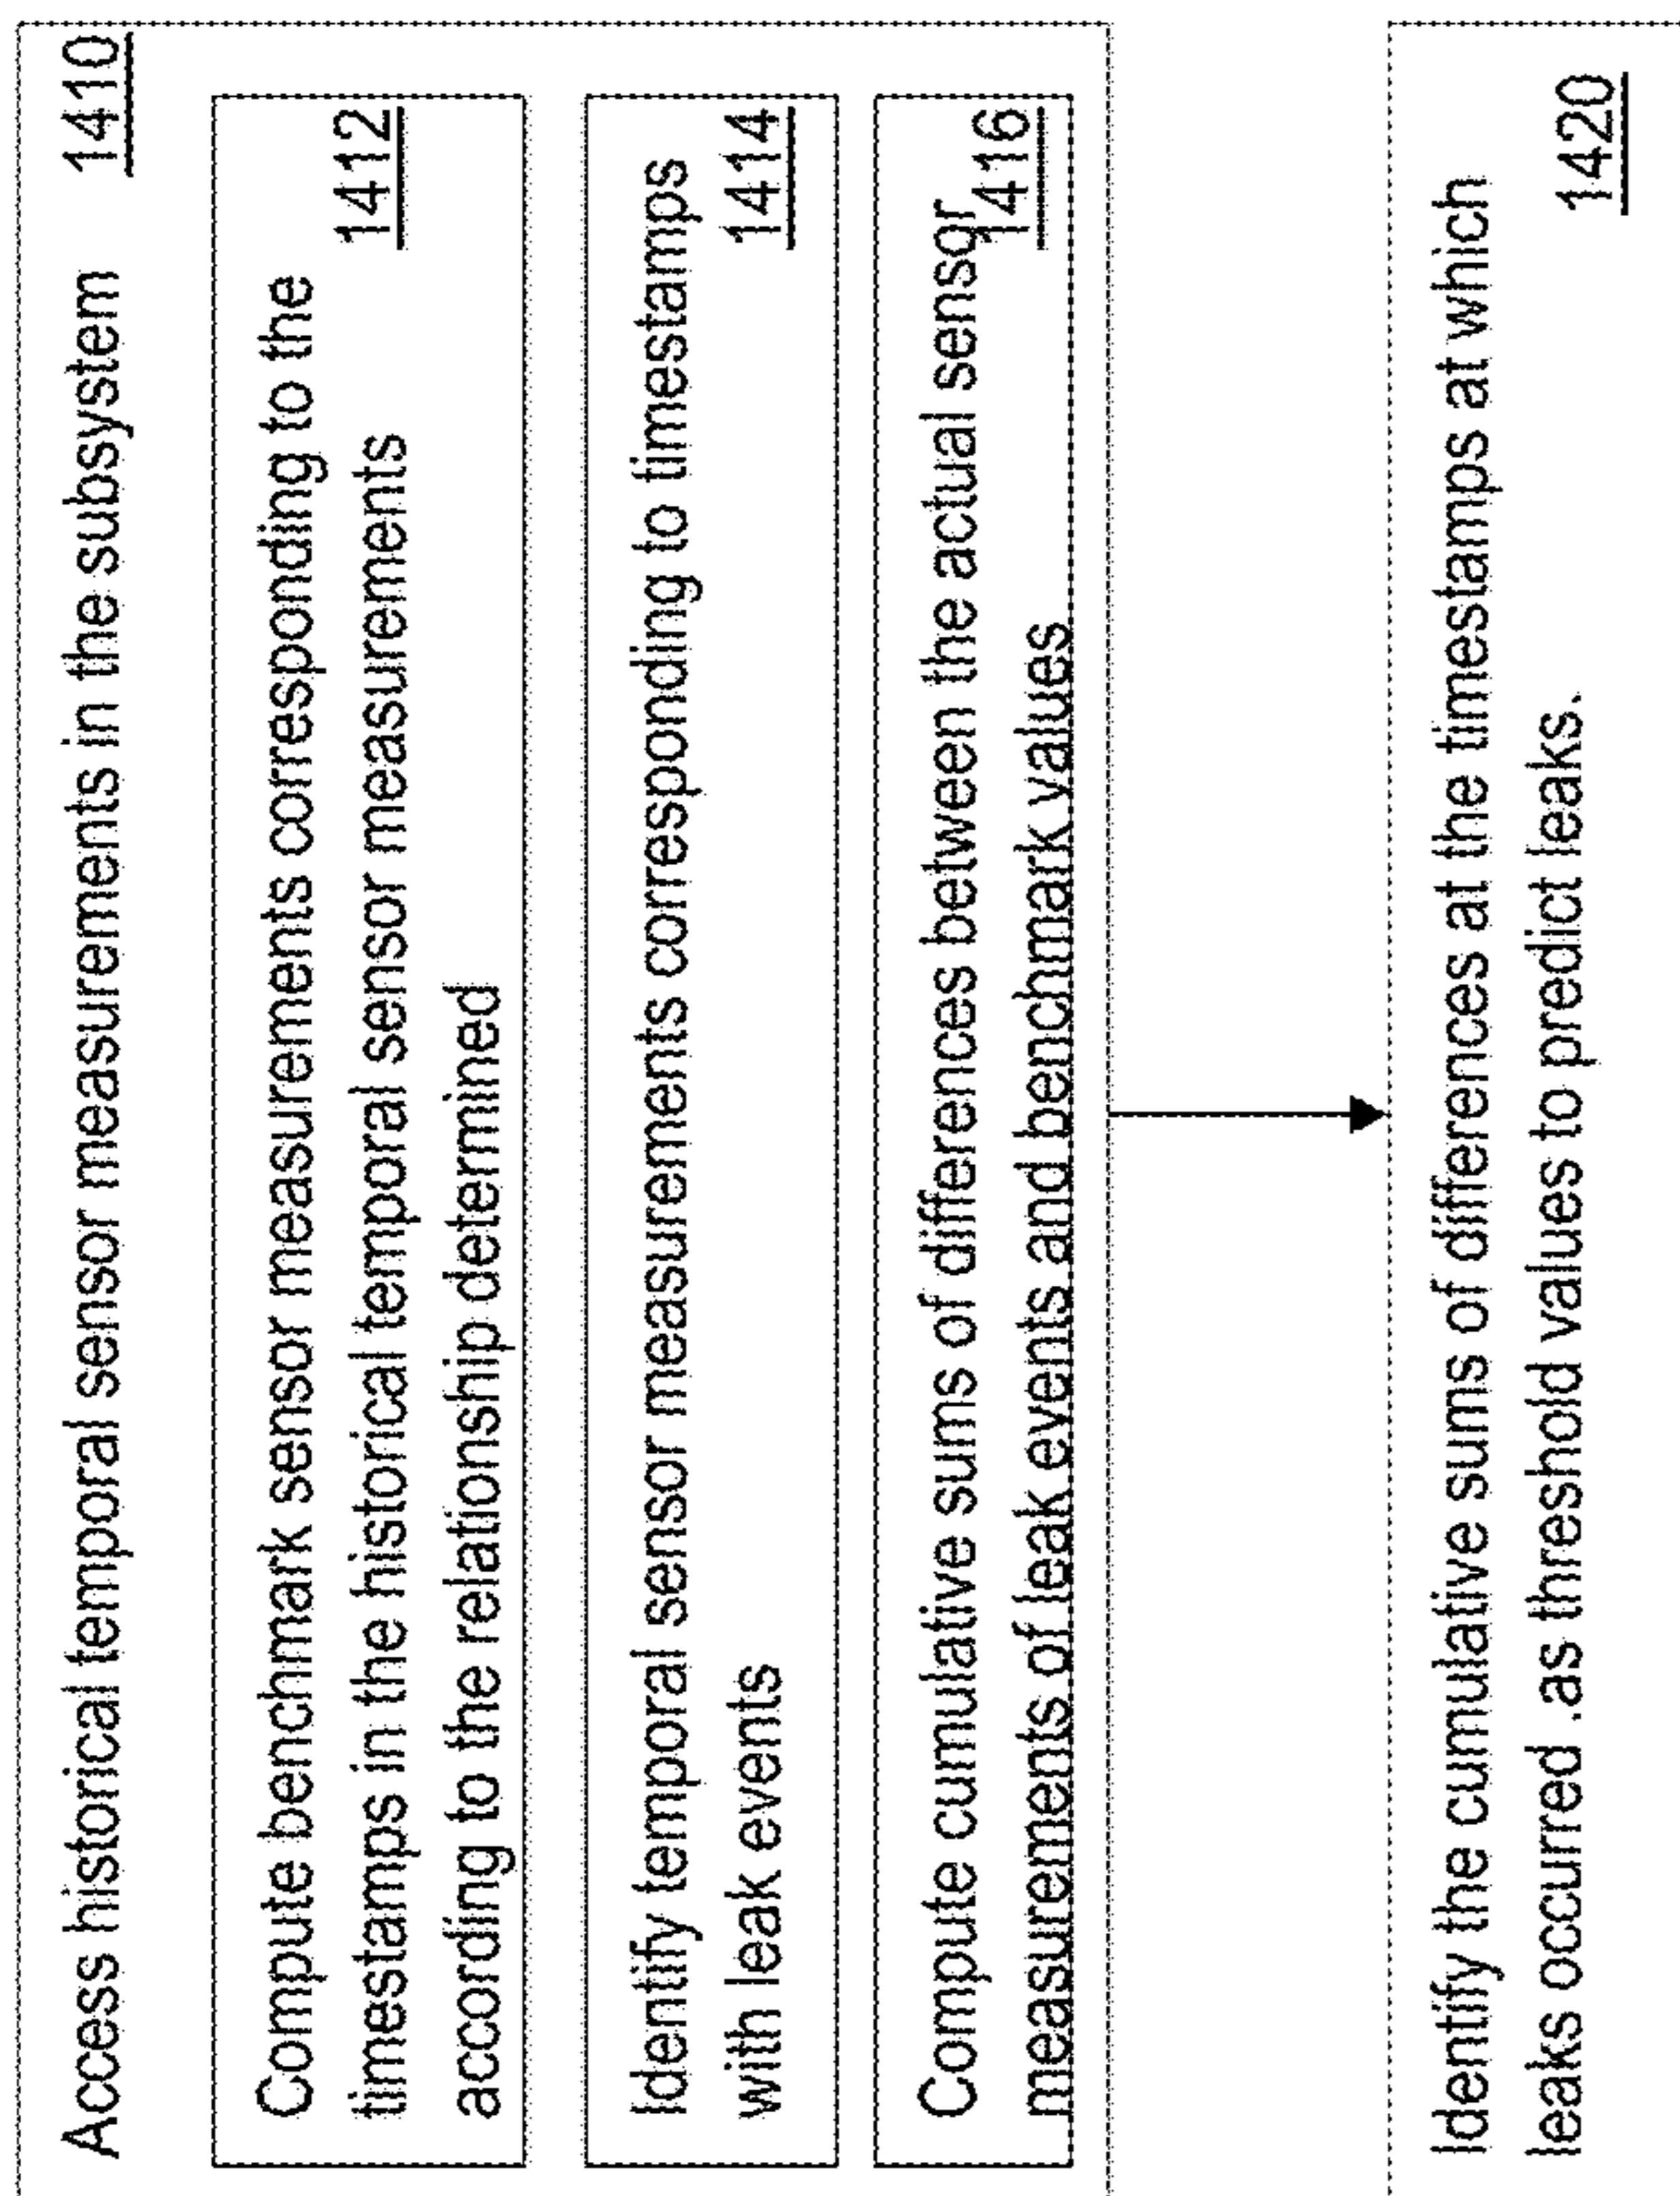 Access historical temporal sensor measurements in the subsystem 1410
Compute benchmark sensor measurements corresponding to the
timestamps in the historical temporal sensor measurements 1412
according to the relationship determined
Identify temporal sensor measurements corresponding to timestamps
with leak events 1414
Compute cumulative sums of differences between the actual sensor
measurements of leak events and benchmark values 1416
Identify the cumulative sums of differences at the timestamps at which
leaks occurred .as threshold values to predict leaks. 1420